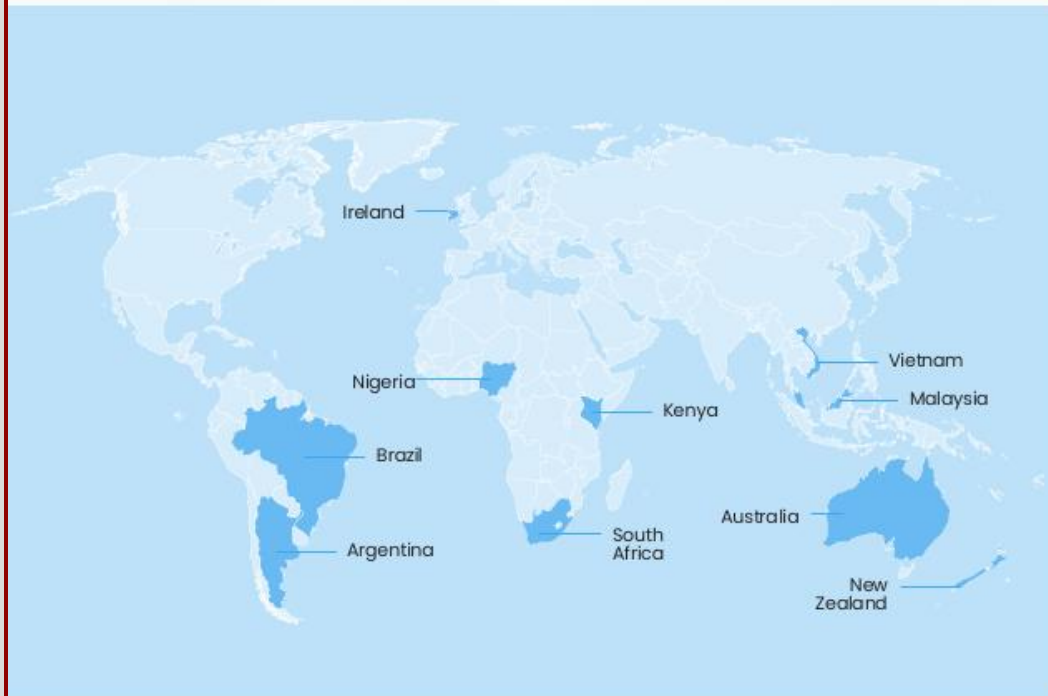 Ireland
Vietnam
Nigeria
Malaysia
Kenya
Brazil
Australia
South
Africa
Argentina
New
Zealand